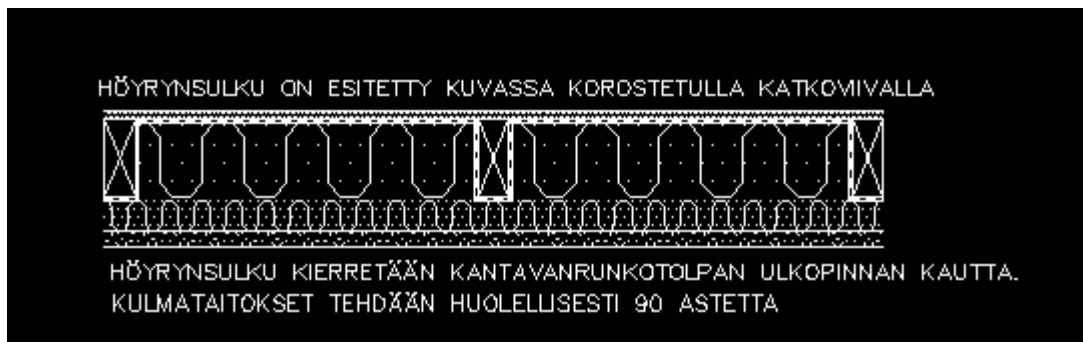 HÖYRYNSULKU ON ESITETTY KUVASSA KOROSTETULLA KATKOVIIVALLA
HÖYRYNSULKU KIERRETÄÄN KANTAVANRUNKOTOLPAN ULKOPINNAN KAUTTA.
KULMATAITOKSET TEHDÄÄN HUOLELLISESTI 90 ASTETTA